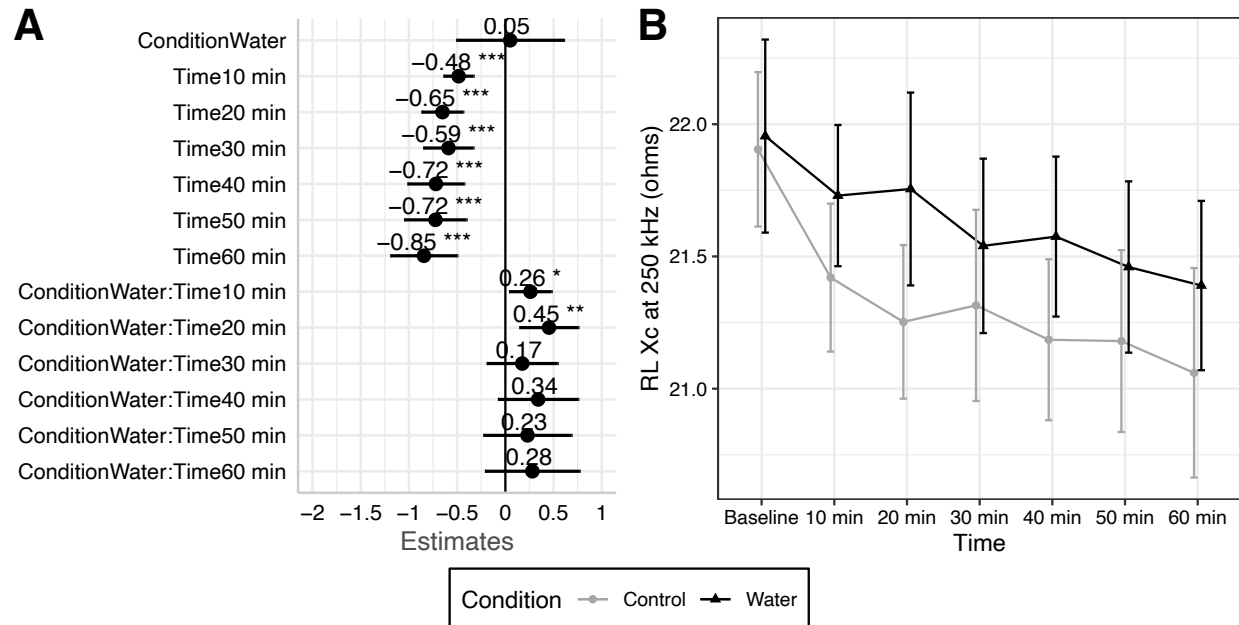 A
ConditionWater
0.05
Time10 min
−0.48 ***
Time20 min
−0.65 ***
Time30 min
−0.59 ***
Time40 min
−0.72 ***
Time50 min
−0.72 ***
Time60 min
−0.85 ***
ConditionWater:Time10 min
0.26 *
ConditionWater:Time20 min
0.45 **
ConditionWater:Time30 min
0.17
ConditionWater:Time40 min
0.34
ConditionWater:Time50 min
0.23
ConditionWater:Time60 min
0.28
−2 −1.5 −1 −0.5 0 0.5 1
Estimates
B
RL Xc at 250 kHz (ohms)
22.0
21.5
21.0
Baseline 10 min 20 min 30 min 40 min 50 min 60 min
Time
Condition Control Water